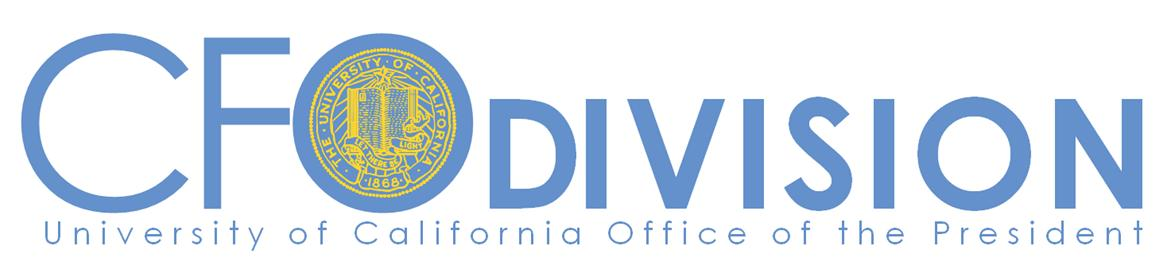 CFO DIVISION
THE · UNIVERSITY · OF · CALIFORNIA
LET THERE BE LIGHT
· 1868 ·
University of California Office of the President